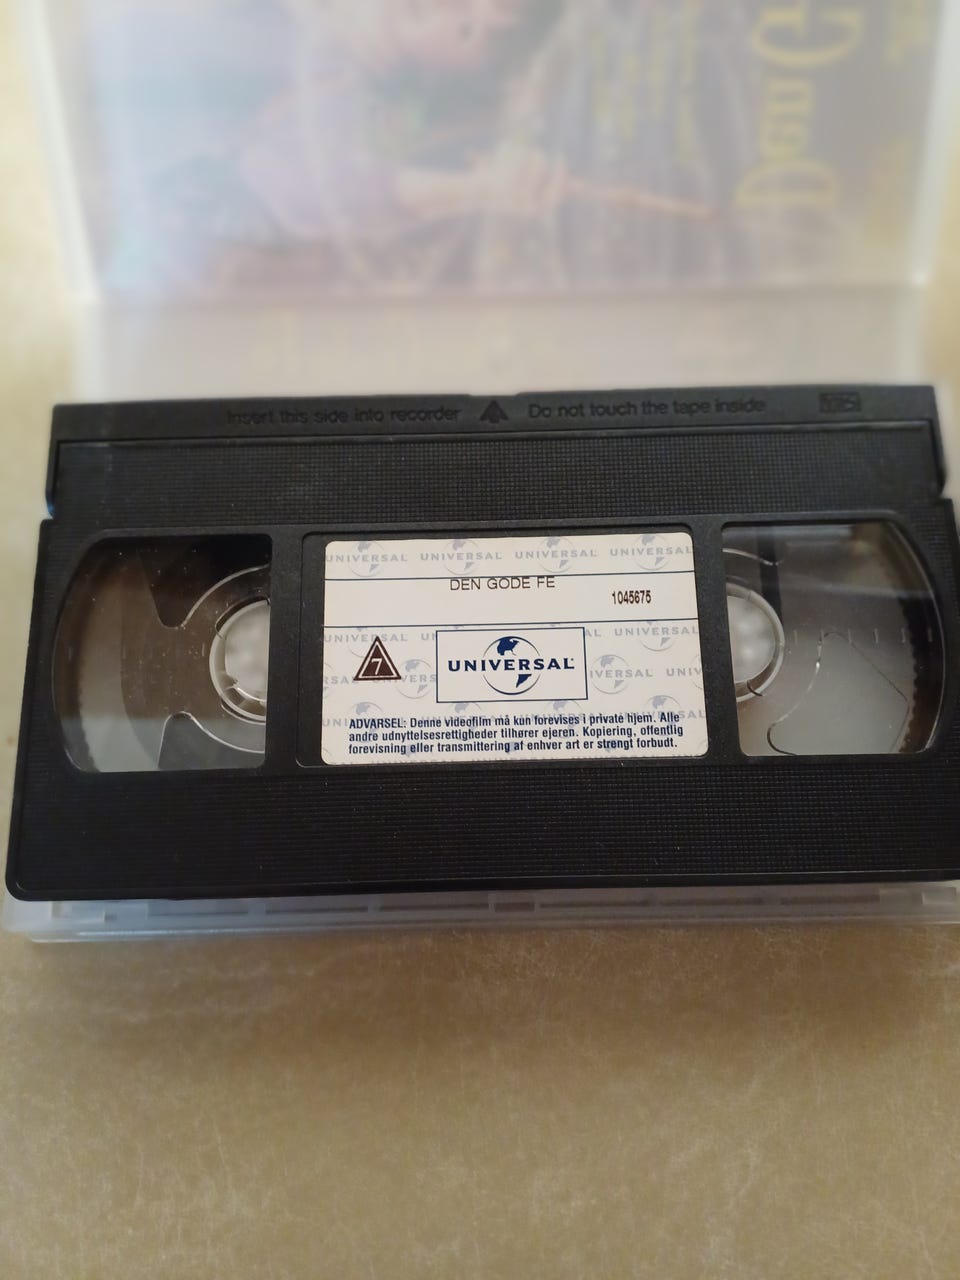 Den G
Insert this side into recorder Do not touch the tape inside VHS
UNIVERSAL UNIVERSAL UNIVERSAL UNIVERSAL
DEN GODE FE
1045675
7
UNIVERSAL
ADVARSEL: Denne videofilm må kun forevises i private hjem. Alle
andre udnyttelsesrettigheder tilhører ejeren. Kopiering, offentlig
forevisning eller transmittering af enhver art er strengt forbudt.